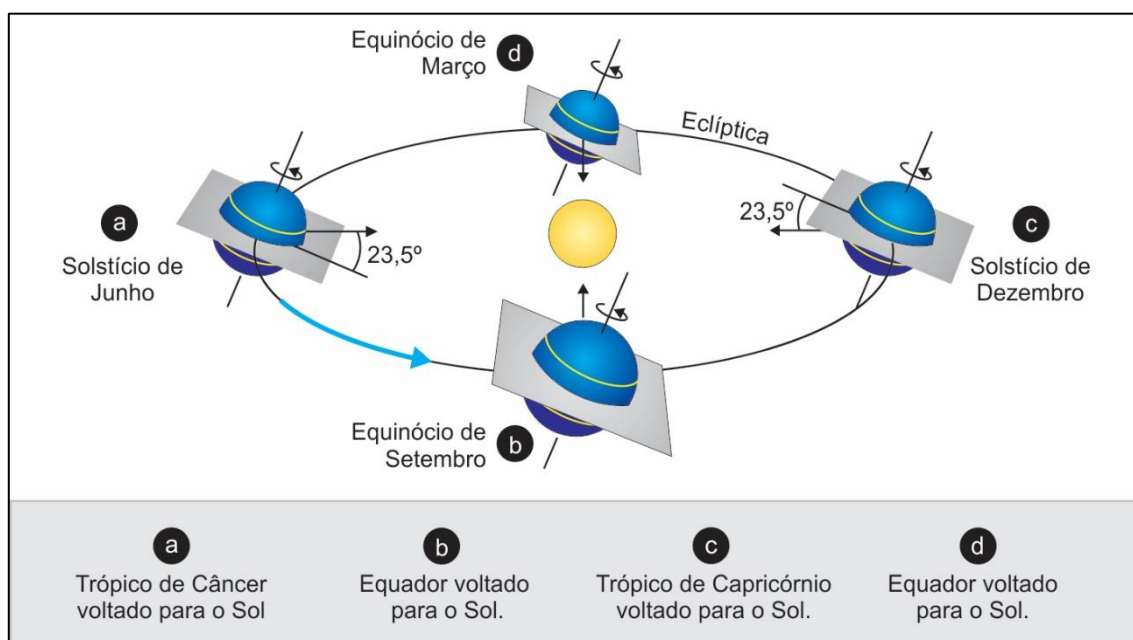 Equinócio de
Março
d
Eclíptica
a
Solstício de
Junho
23,5º
23,5º
c
Solstício de
Dezembro
Equinócio de
Setembro
b
a
Trópico de Câncer
voltado para o Sol
b
Equador voltado
para o Sol.
c
Trópico de Capricórnio
voltado para o Sol.
d
Equador voltado
para o Sol.